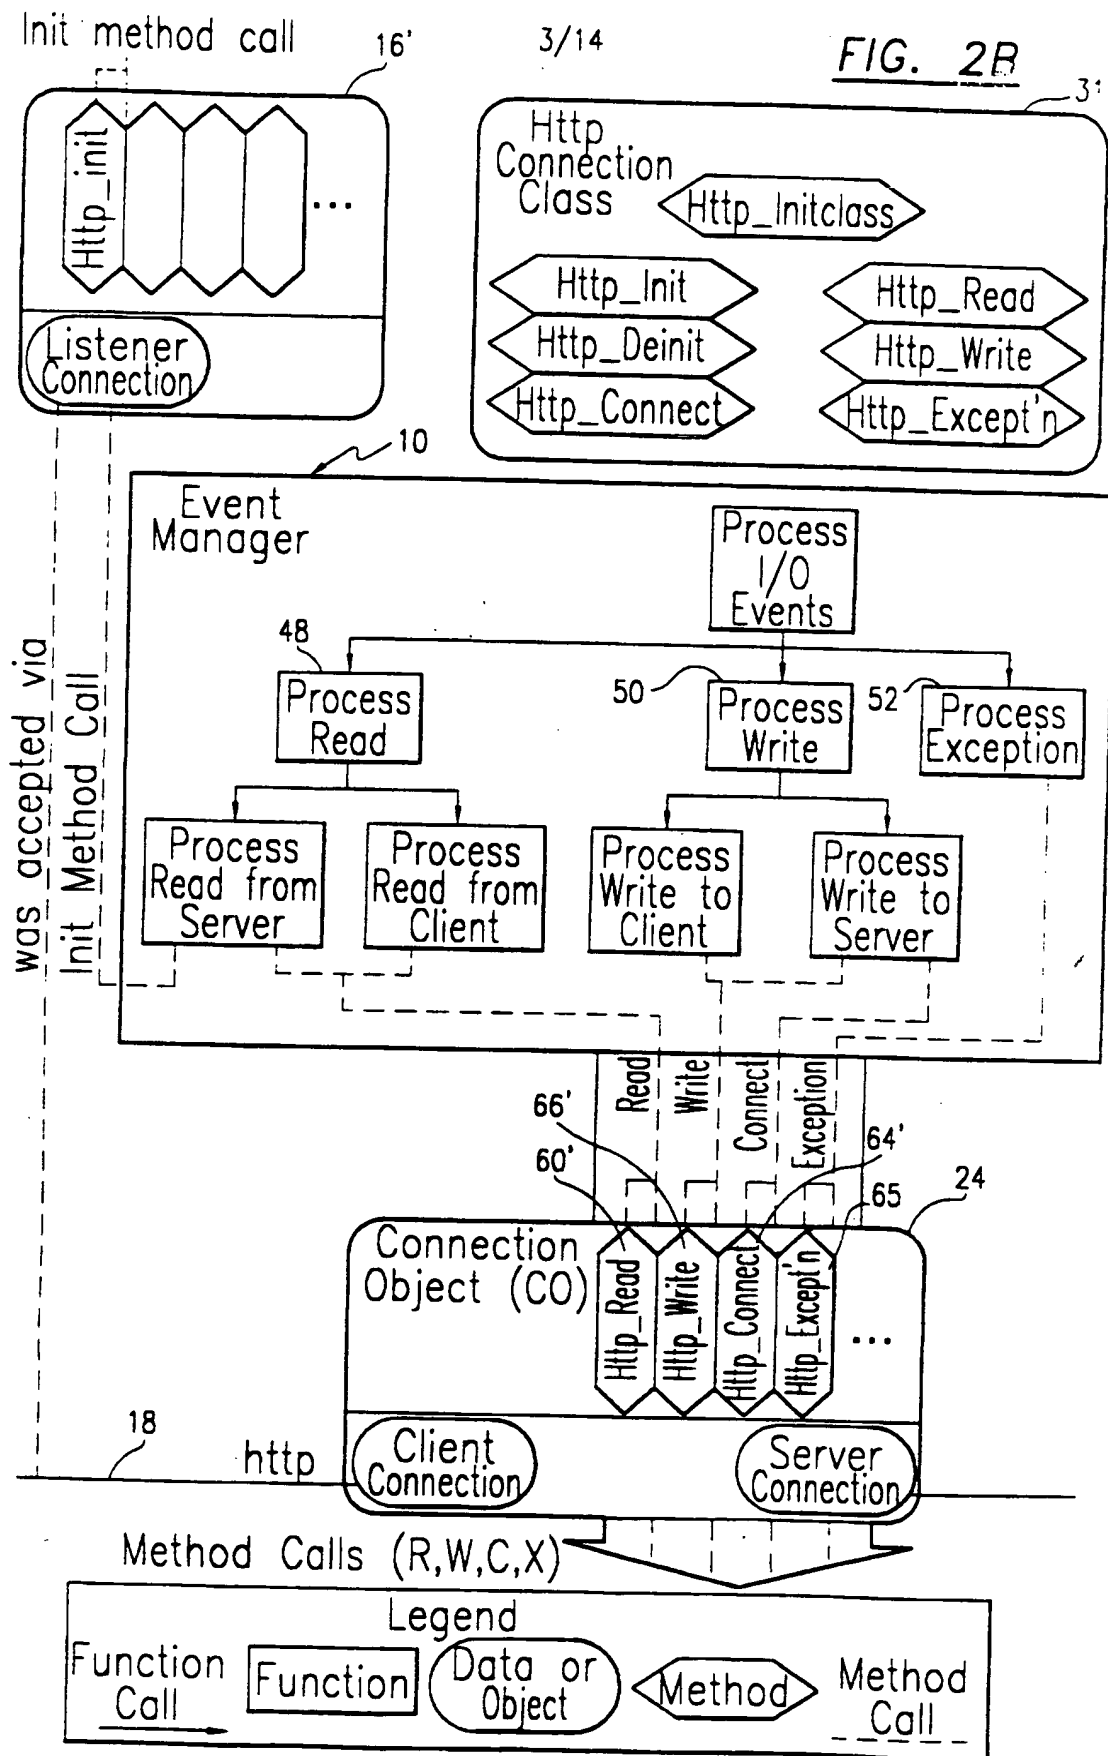 Init method call
16'
3/14
FIG. 2B
Http_init
...
Listener
Connection
Http
Connection
Class
Http_Initclass
Http_Init
Http_Deinit
Http_Connect
Http_Read
Http_Write
Http_Except'n
10
Event
Manager
Process
I/O
Events
48
Process
Read
50
Process
Write
52
Process
Exception
Process
Read from
Server
Process
Read from
Client
Process
Write to
Client
Process
Write to
Server
was accepted via
Init Method Call
Read
Write
Connect
Exception
66'
60'
64'
65
24
Connection
Object (CO)
Http_Read
Http_Write
Http_Connect
Http_Except'n
...
18
http
Client
Connection
Server
Connection
Method Calls (R,W,C,X)
Legend
Function
Call
Function
Data or
Object
Method
Method
Call